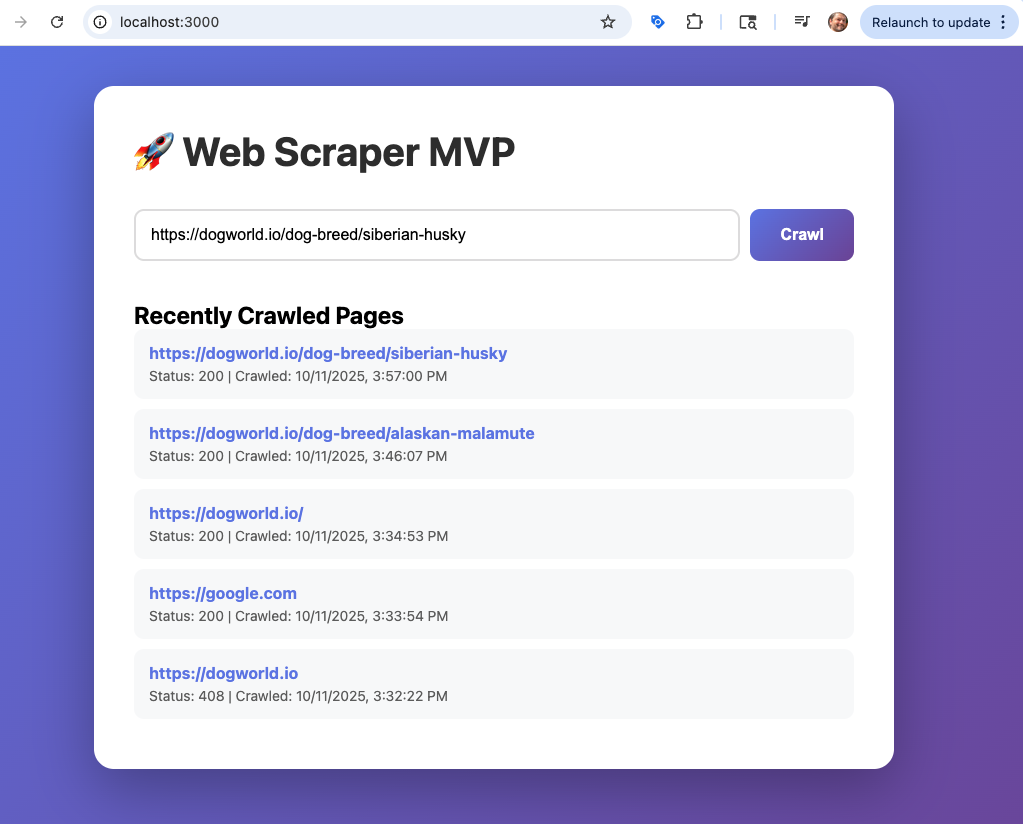 localhost:3000
Relaunch to update
🚀 Web Scraper MVP
https://dogworld.io/dog-breed/siberian-husky
Crawl
Recently Crawled Pages
https://dogworld.io/dog-breed/siberian-husky
Status: 200 | Crawled: 10/11/2025, 3:57:00 PM
https://dogworld.io/dog-breed/alaskan-malamute
Status: 200 | Crawled: 10/11/2025, 3:46:07 PM
https://dogworld.io/
Status: 200 | Crawled: 10/11/2025, 3:34:53 PM
https://google.com
Status: 200 | Crawled: 10/11/2025, 3:33:54 PM
https://dogworld.io
Status: 408 | Crawled: 10/11/2025, 3:32:22 PM